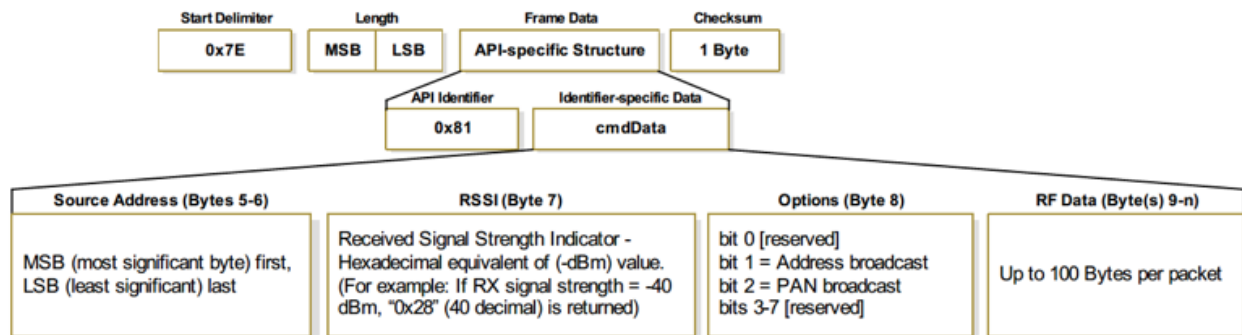 Start Delimiter
Length
Frame Data
Checksum
0x7E
MSB
LSB
API-specific Structure
1 Byte
API Identifier
Identifier-specific Data
0x81
cmdData
Source Address (Bytes 5-6)
MSB (most significant byte) first,
LSB (least significant) last
RSSI (Byte 7)
Received Signal Strength Indicator -
Hexadecimal equivalent of (-dBm) value.
(For example: If RX signal strength = -40
dBm, “0x28” (40 decimal) is returned)
Options (Byte 8)
bit 0 [reserved]
bit 1 = Address broadcast
bit 2 = PAN broadcast
bits 3-7 [reserved]
RF Data (Byte(s) 9-n)
Up to 100 Bytes per packet